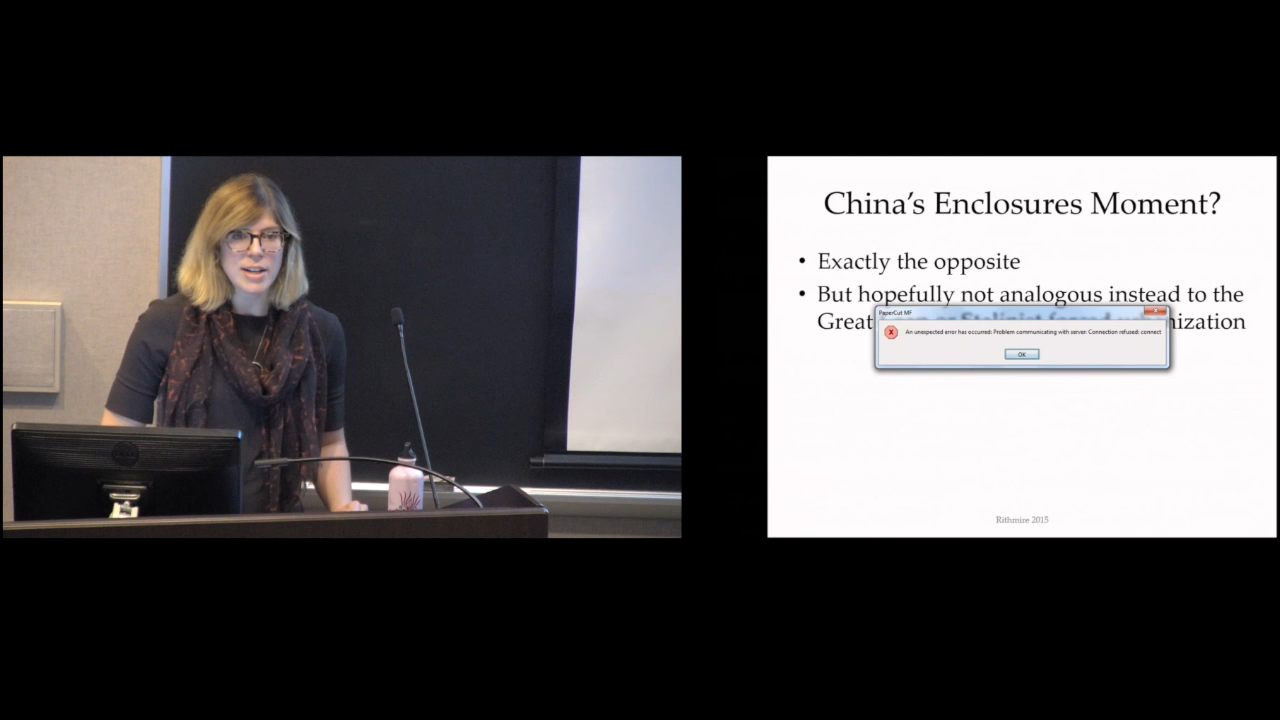 China's Enclosures Moment?
• Exactly the opposite
• But hopefully not analogous instead to the
Great
PaperCut MF
An unexpected error has occurred: Problem communicating with server: Connection refused: connect
OK
Rithmire 2015